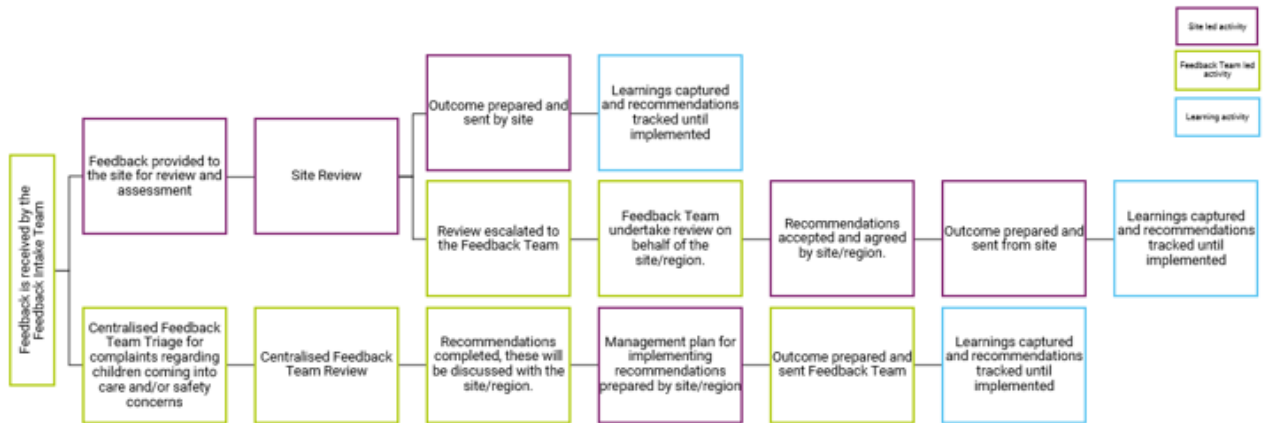 Site led activity
Feedback Team led
activity
Learning activity
Feedback is received by the
Feedback Intake Team
Feedback provided to
the site for review and
assessment
Site Review
Outcome prepared and
sent by site
Learnings captured
and recommendations
tracked until
implemented
Review escalated to
the Feedback Team
Feedback Team
undertake review on
behalf of the
site/region.
Recommendations
accepted and agreed
by site/region.
Outcome prepared and
sent from site
Learnings captured
and recommendations
tracked until
implemented
Centralised Feedback
Team Triage for
complaints regarding
children coming into
care and/or safety
concerns
Centralised Feedback
Team Review
Recommendations
completed, these will
be discussed with the
site/region.
Management plan for
implementing
recommendations
prepared by site/region
Outcome prepared and
sent Feedback Team
Learnings captured
and recommendations
tracked until
implemented